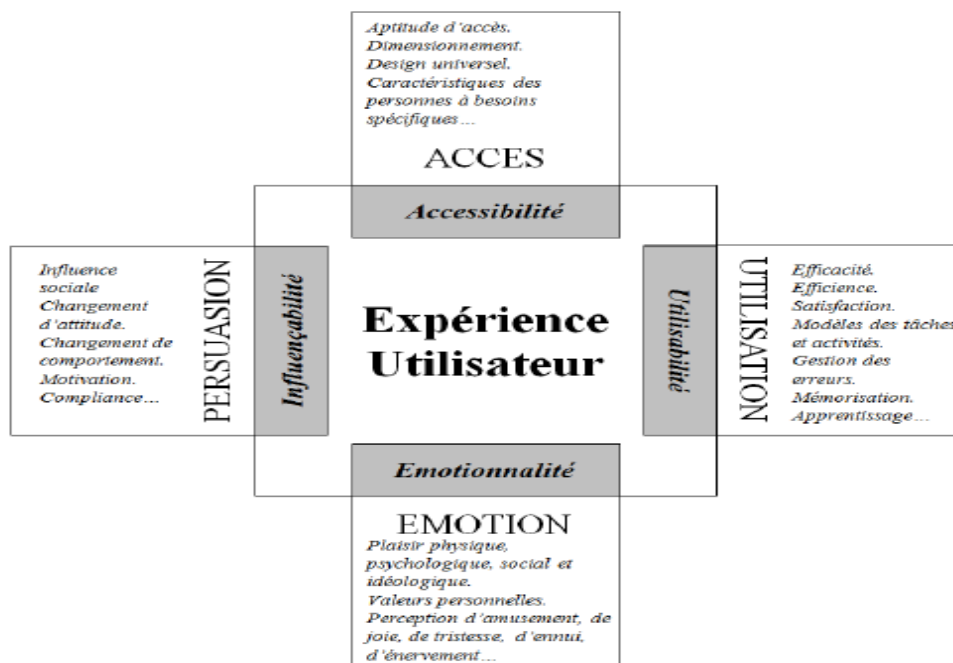 Aptitude d'accès.
Dimensionnement.
Design universel.
Caractéristiques des
personnes à besoins
spécifiques...
ACCES
Accessibilité
Influence
sociale
Changement
d'attitude.
Changement de
comportement.
Motivation.
Compliance...
PERSUASION
Influençabilité
Expérience
Utilisateur
Utilisabilité
UTILISATION
Efficacité.
Efficience.
Satisfaction.
Modèles des tâches
et activités.
Gestion des
erreurs.
Mémorisation.
Apprentissage...
Emotionnalité
EMOTION
Plaisir physique,
psychologique, social et
idéologique.
Valeurs personnelles.
Perception d'amusement, de
joie, de tristesse, d'ennui,
d'énervement...